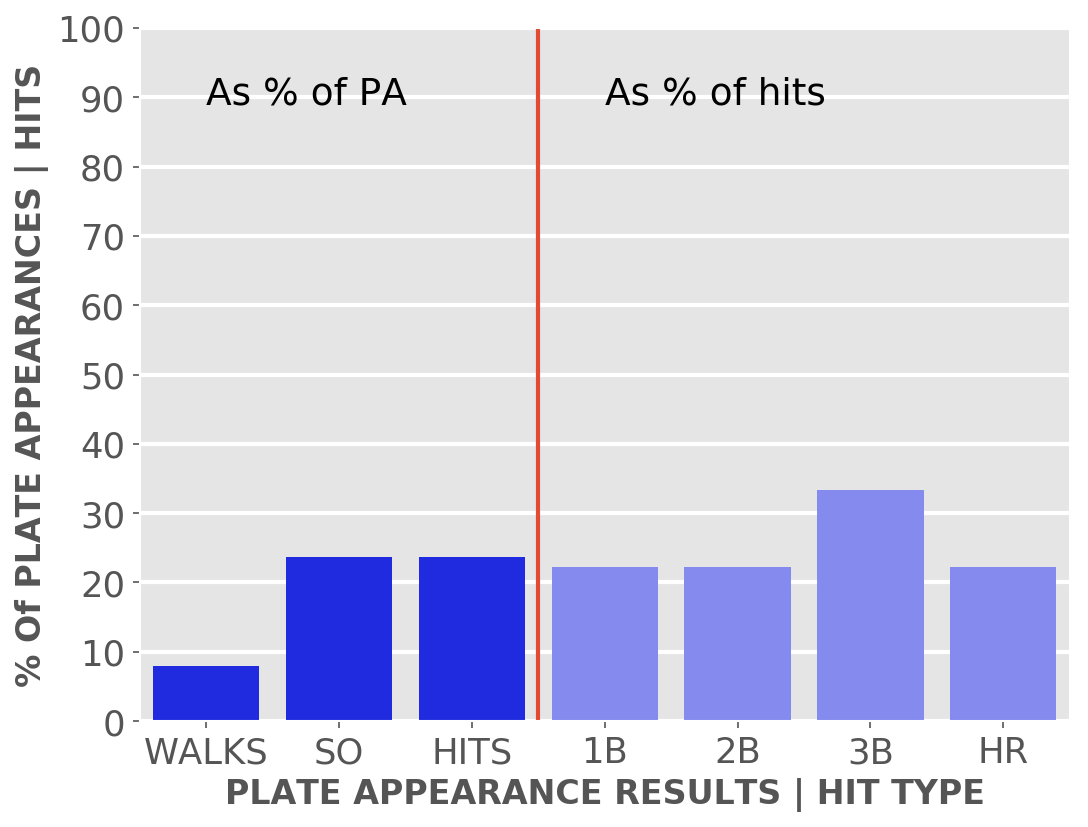 100
90
80
70
60
50
40
30
20
10
0
% Of PLATE APPEARANCES | HITS
As % of PA
As % of hits
WALKS SO HITS 1B 2B 3B HR
PLATE APPEARANCE RESULTS | HIT TYPE